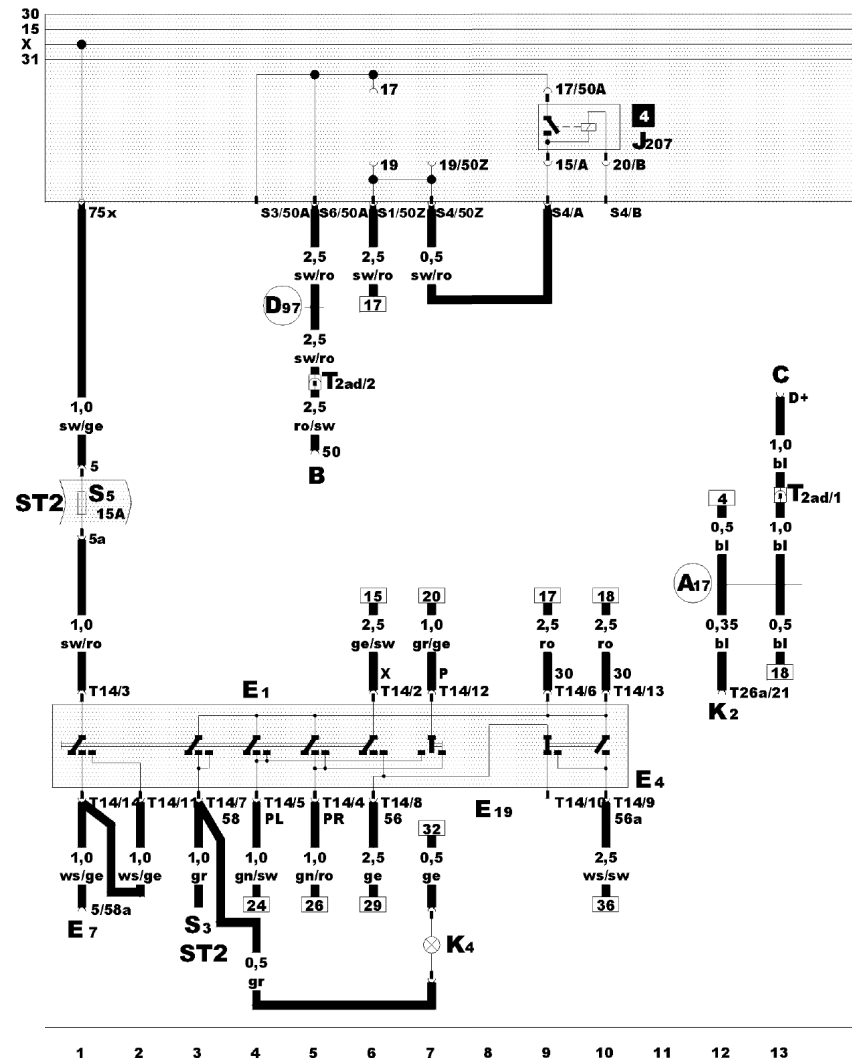 30
15
X
31
17
17/50A
4
J207
19
19/50Z
15/A
20/B
75x
S3/50A
S6/50A
S1/50Z
S4/50Z
S4/A
S4/B
2,5
sw/ro
2,5
sw/ro
0,5
sw/ro
D97
17
2,5
sw/ro
T2ad/2
C
D+
1,0
sw/ge
2,5
ro/sw
1,0
bl
50
5
B
ST2
S5
15A
4
T2ad/1
5a
0,5
bl
1,0
bl
A17
15
20
17
18
1,0
sw/ro
2,5
ge/sw
1,0
gr/ge
2,5
ro
2,5
ro
0,35
bl
0,5
bl
X
P
30
30
18
T14/3
E1
T14/2
T14/12
T14/6
T14/13
T26a/21
K2
E4
T14/14
T14/11
T14/7
58
T14/5
PL
T14/4
PR
T14/8
56
E19
T14/10
T14/9
56a
32
1,0
ws/ge
1,0
ws/ge
1,0
gr
1,0
gn/sw
1,0
gn/ro
2,5
ge
0,5
ge
2,5
ws/sw
5/58a
24
26
29
36
E7
S3
ST2
K4
0,5
gr
1 2 3 4 5 6 7 8 9 10 11 12 13